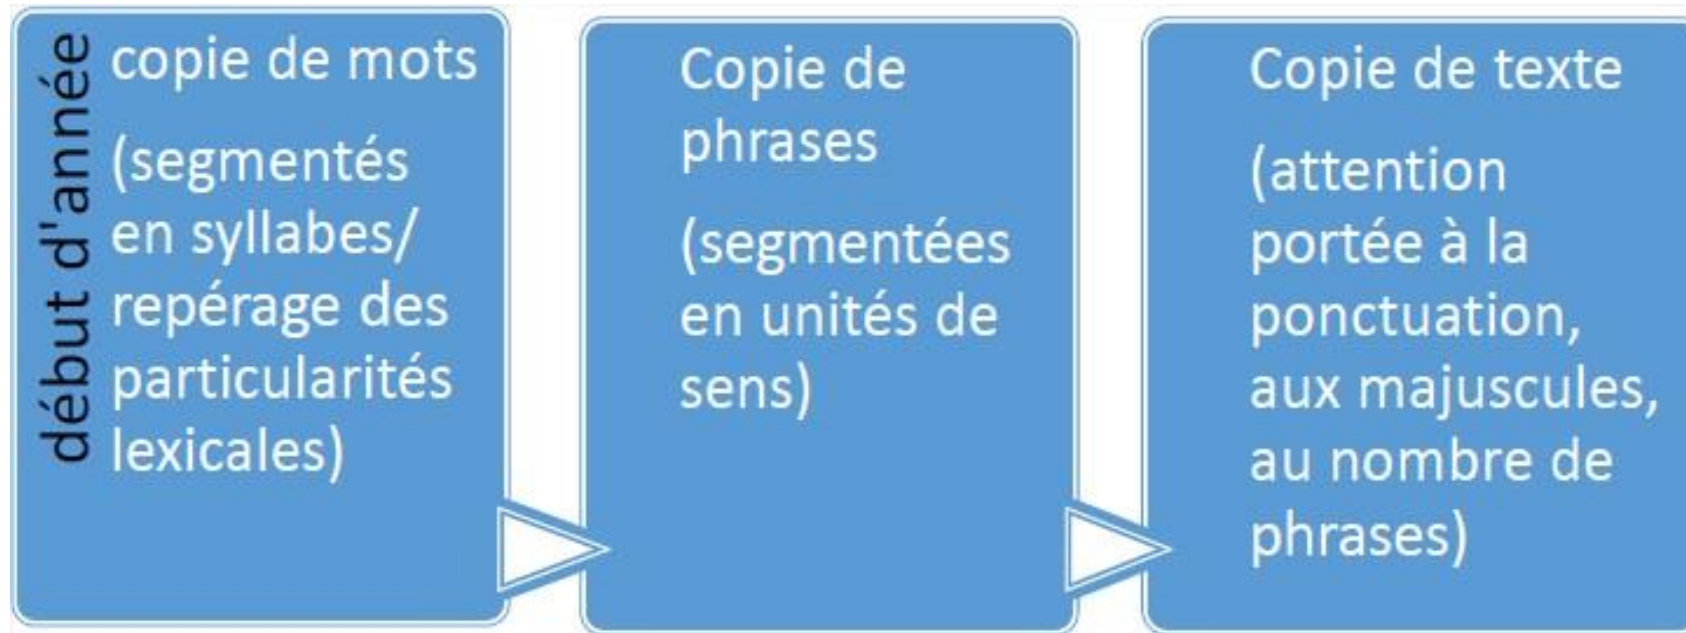 début d'année
copie de mots
(segmentés
en syllabes/
repérage des
particularités
lexicales)
Copie de
phrases
(segmentées
en unités de
sens)
Copie de texte
(attention
portée à la
ponctuation,
aux majuscules,
au nombre de
phrases)